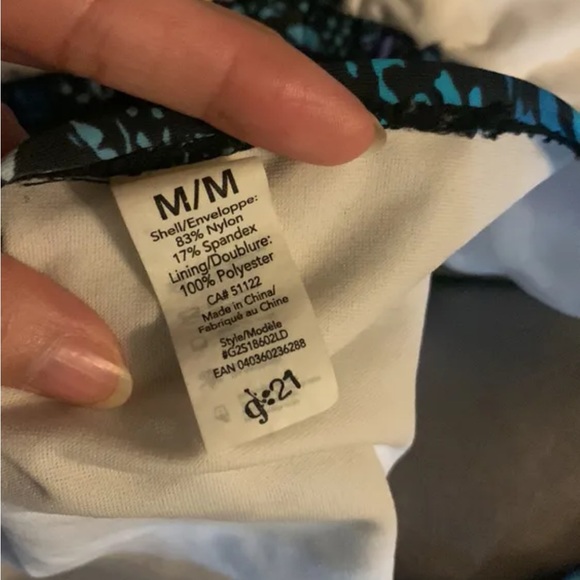 M/M
Shell/Enveloppe:
83% Nylon
17% Spandex
Lining/Doublure:
100% Polyester
CA# 51122
Made in China/
Fabriqué au Chine
Style/Modèle
#G2S18602LD
EAN 040360236288
g:21